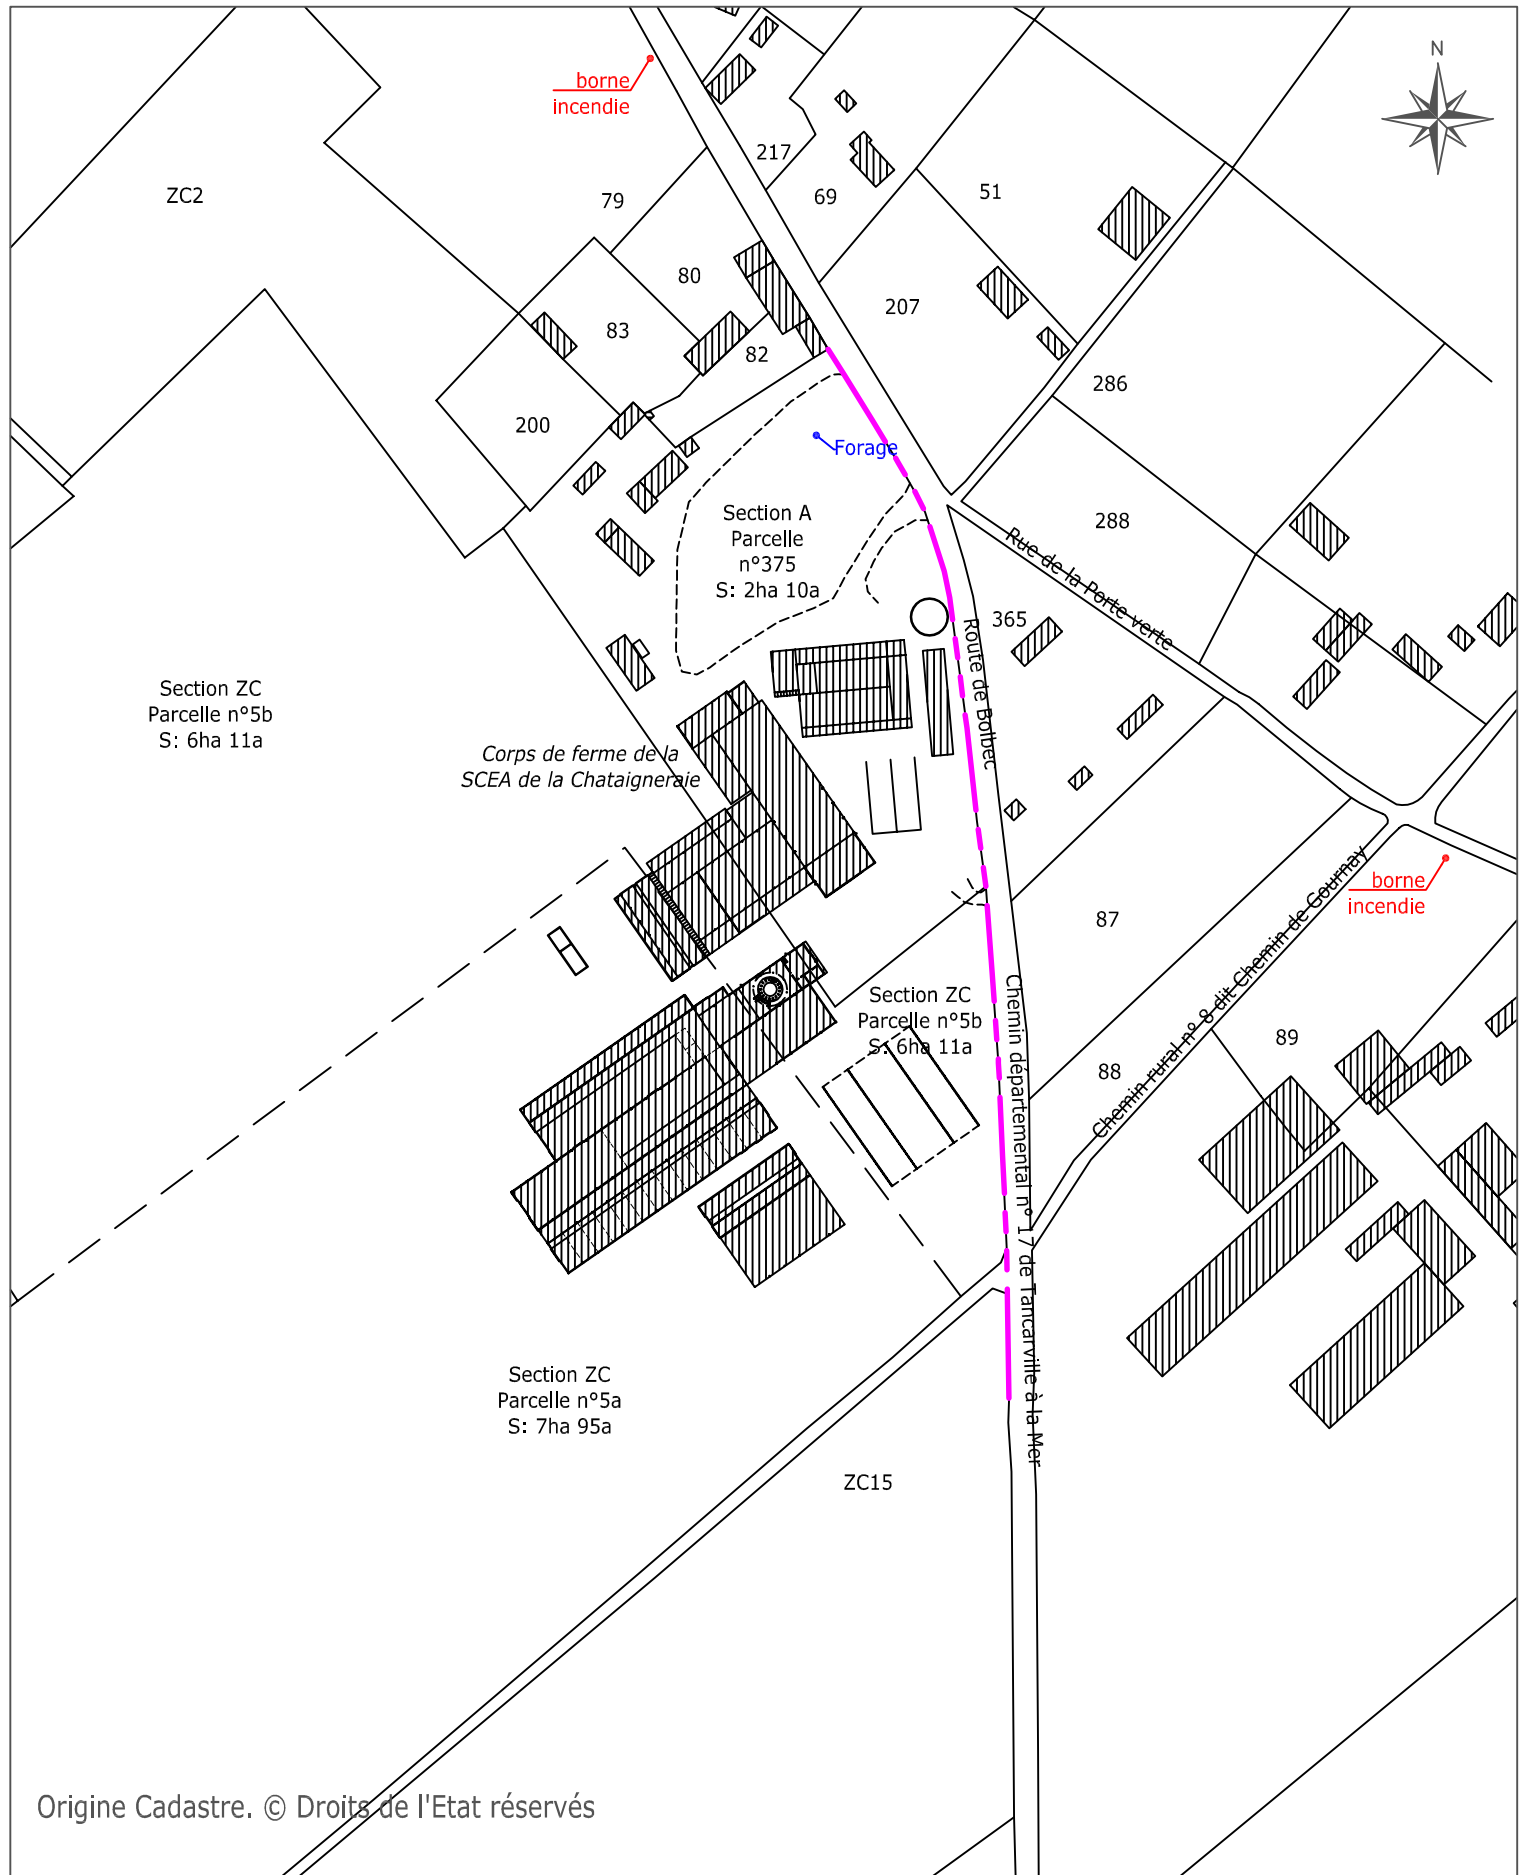 N
borne
incendie
217
ZC2
79
69
51
80
207
83
82
286
200
Forage
Section A
Parcelle
n°375
S: 2ha 10a
288
Rue de la Porte verte
365
Route de Bolbec
Section ZC
Parcelle n°5b
S: 6ha 11a
Corps de ferme de la
SCEA de la Chataigneraie
borne
incendie
87
Section ZC
Parcelle n°5b
S: 6ha 11a
89
88
Chemin rural n° 8 dit Chemin de Gournay
Chemin départemental n° 17 de Tancarville à la Mer
Section ZC
Parcelle n°5a
S: 7ha 95a
ZC15
Origine Cadastre. © Droits de l'Etat réservés